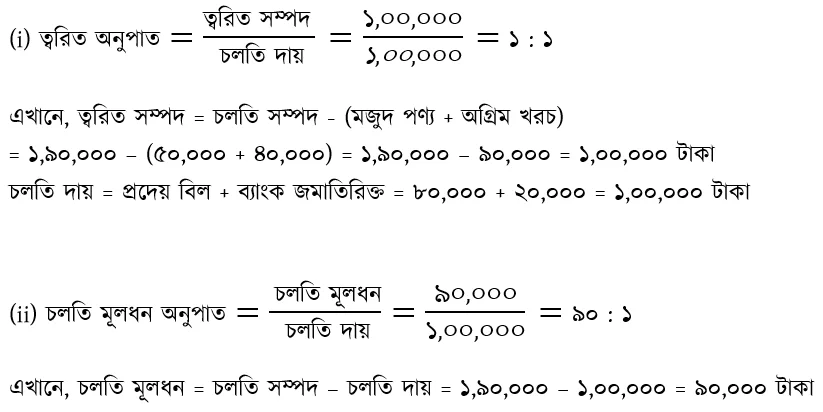 (i) ত্বরিত অনুপাত = ত্বরিত সম্পদ / চলতি দায় = ১,০০,০০০ / ১,০০,০০০ = ১ : ১
এখানে, ত্বরিত সম্পদ = চলতি সম্পদ - (মজুদ পণ্য + অগ্রিম খরচ)
= ১,৯০,০০০ – (৫০,০০০ + ৪০,০০০) = ১,৯০,০০০ – ৯০,০০০ = ১,০০,০০০ টাকা
চলতি দায় = প্রদেয় বিল + ব্যাংক জমাতিরিক্ত = ৮০,০০০ + ২০,০০০ = ১,০০,০০০ টাকা
(ii) চলতি মূলধন অনুপাত = চলতি মূলধন / চলতি দায় = ৯০,০০০ / ১,০০,০০০ = ৯০ : ১
এখানে, চলতি মূলধন = চলতি সম্পদ – চলতি দায় = ১,৯০,০০০ – ১,০০,০০০ = ৯০,০০০ টাকা